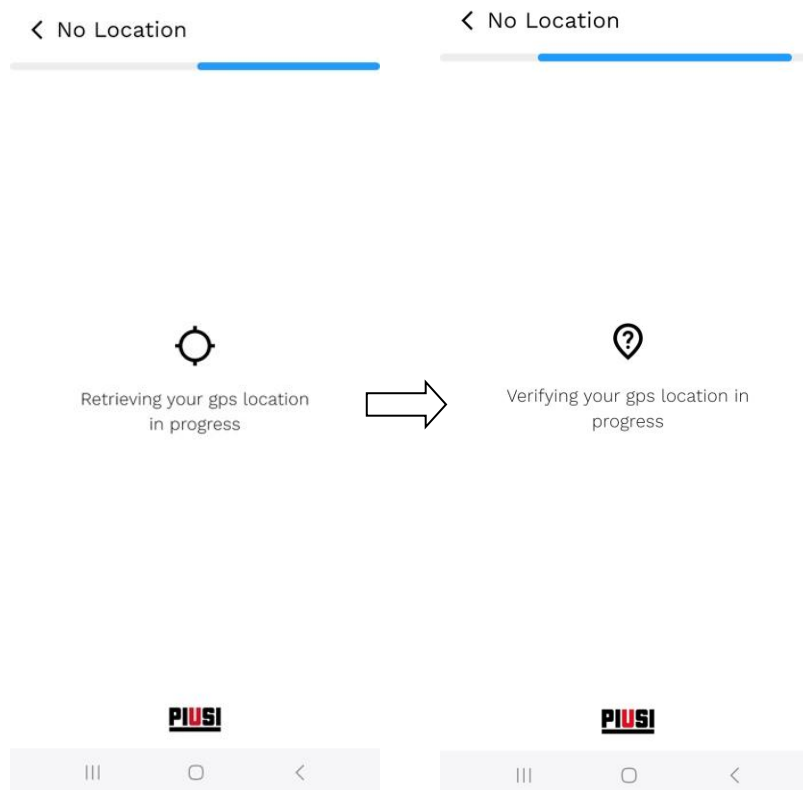 No Location
Retrieving your gps location
in progress
PIUSI
No Location
Verifying your gps location in
progress
PIUSI